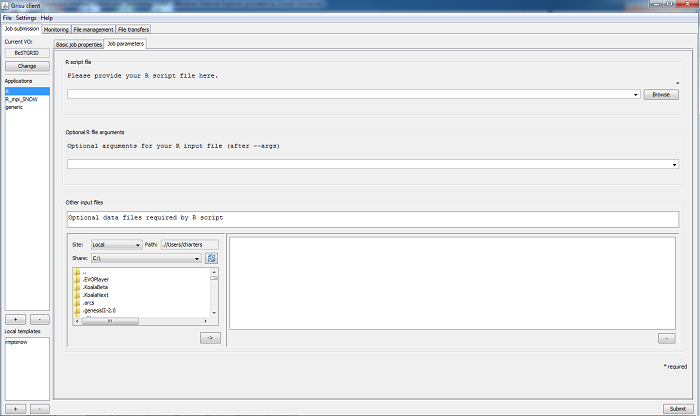 Grisu client
File Settings Help
Job submission Monitoring File management File transfers
Current VO:
BeSTGRID
Change
Applications
R
R_mpi_SNOW
generic
+ -
Local templates
rmpisnow
+ -
Basic job properties Job parameters
R script file
Please provide your R script file here.
*
Browse
Optional R file arguments
Optional arguments for your R input file (after --args)
Other input files
Optional data files required by R script
Site: Local Path: .//Users/charters
Share: C:\
..
.EVOPlayer
.KoalaBeta
.KoalaNext
.arcs
.genesisII-2.0
->
-
* required
Submit